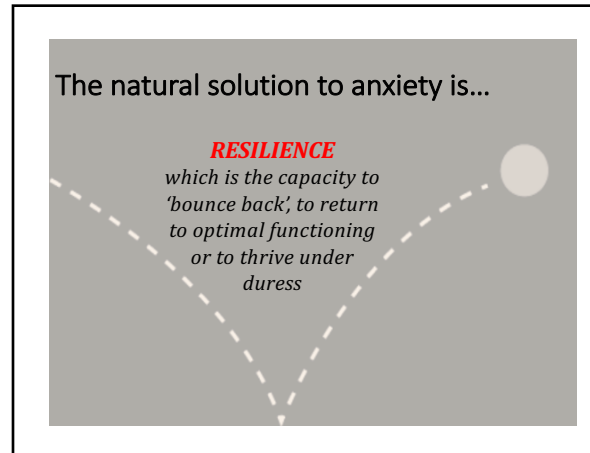 The natural solution to anxiety is...
RESILIENCE
which is the capacity to
‘bounce back’, to return
to optimal functioning
or to thrive under
duress